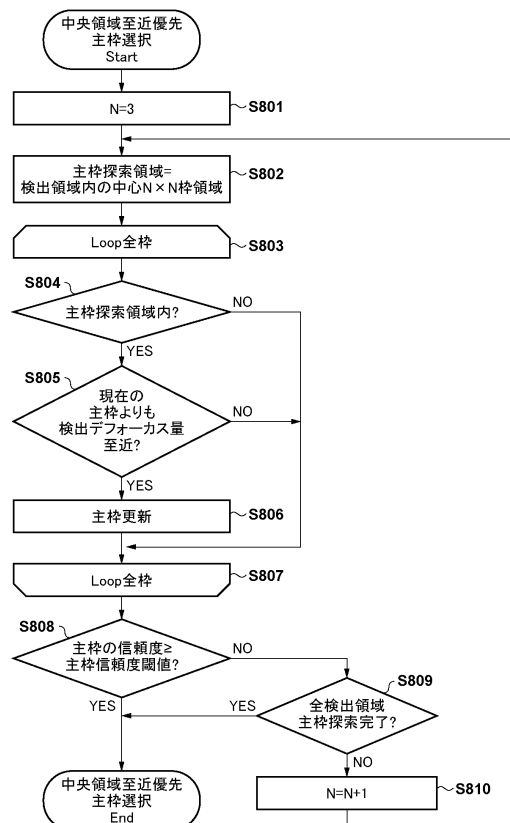 中央領域至近優先
主枠選択
Start
N=3
S801
主枠探索領域=
検出領域内の中心N×N枠領域
S802
Loop全枠
S803
S804
主枠探索領域内?
NO
YES
S805
現在の
主枠よりも
検出デフォーカス量
至近?
NO
YES
主枠更新
S806
Loop全枠
S807
S808
主枠の信頼度≥
主枠信頼度閾値?
NO
YES
S809
全検出領域
主枠探索完了?
YES
NO
N=N+1
S810
中央領域至近優先
主枠選択
End